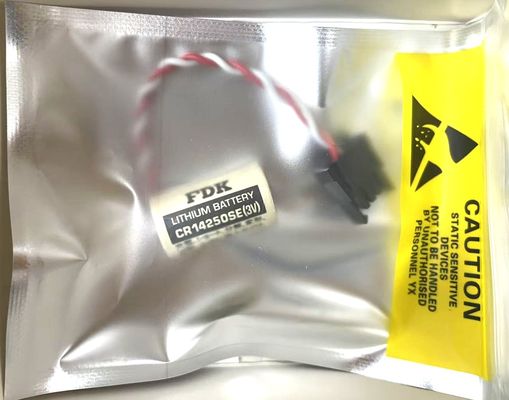 FDK
LITHIUM BATTERY
CR14250SE(3V)
CAUTION
STATIC SENSITIVE
DEVICES
NOT TO BE HANDLED
BY UNAUTHORISED
PERSONNEL YX